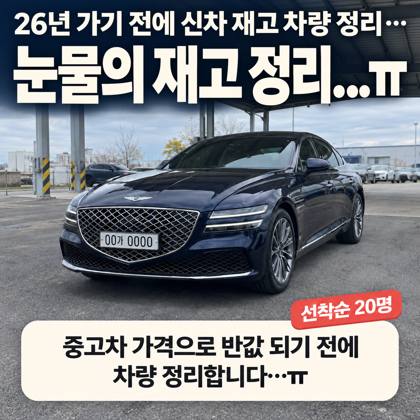 26년 가기 전에 신차 재고 차량 정리…
눈물의 재고 정리...ㅠ
00가 0000
선착순 20명
중고차 가격으로 반값 되기 전에
차량 정리합니다…ㅠ